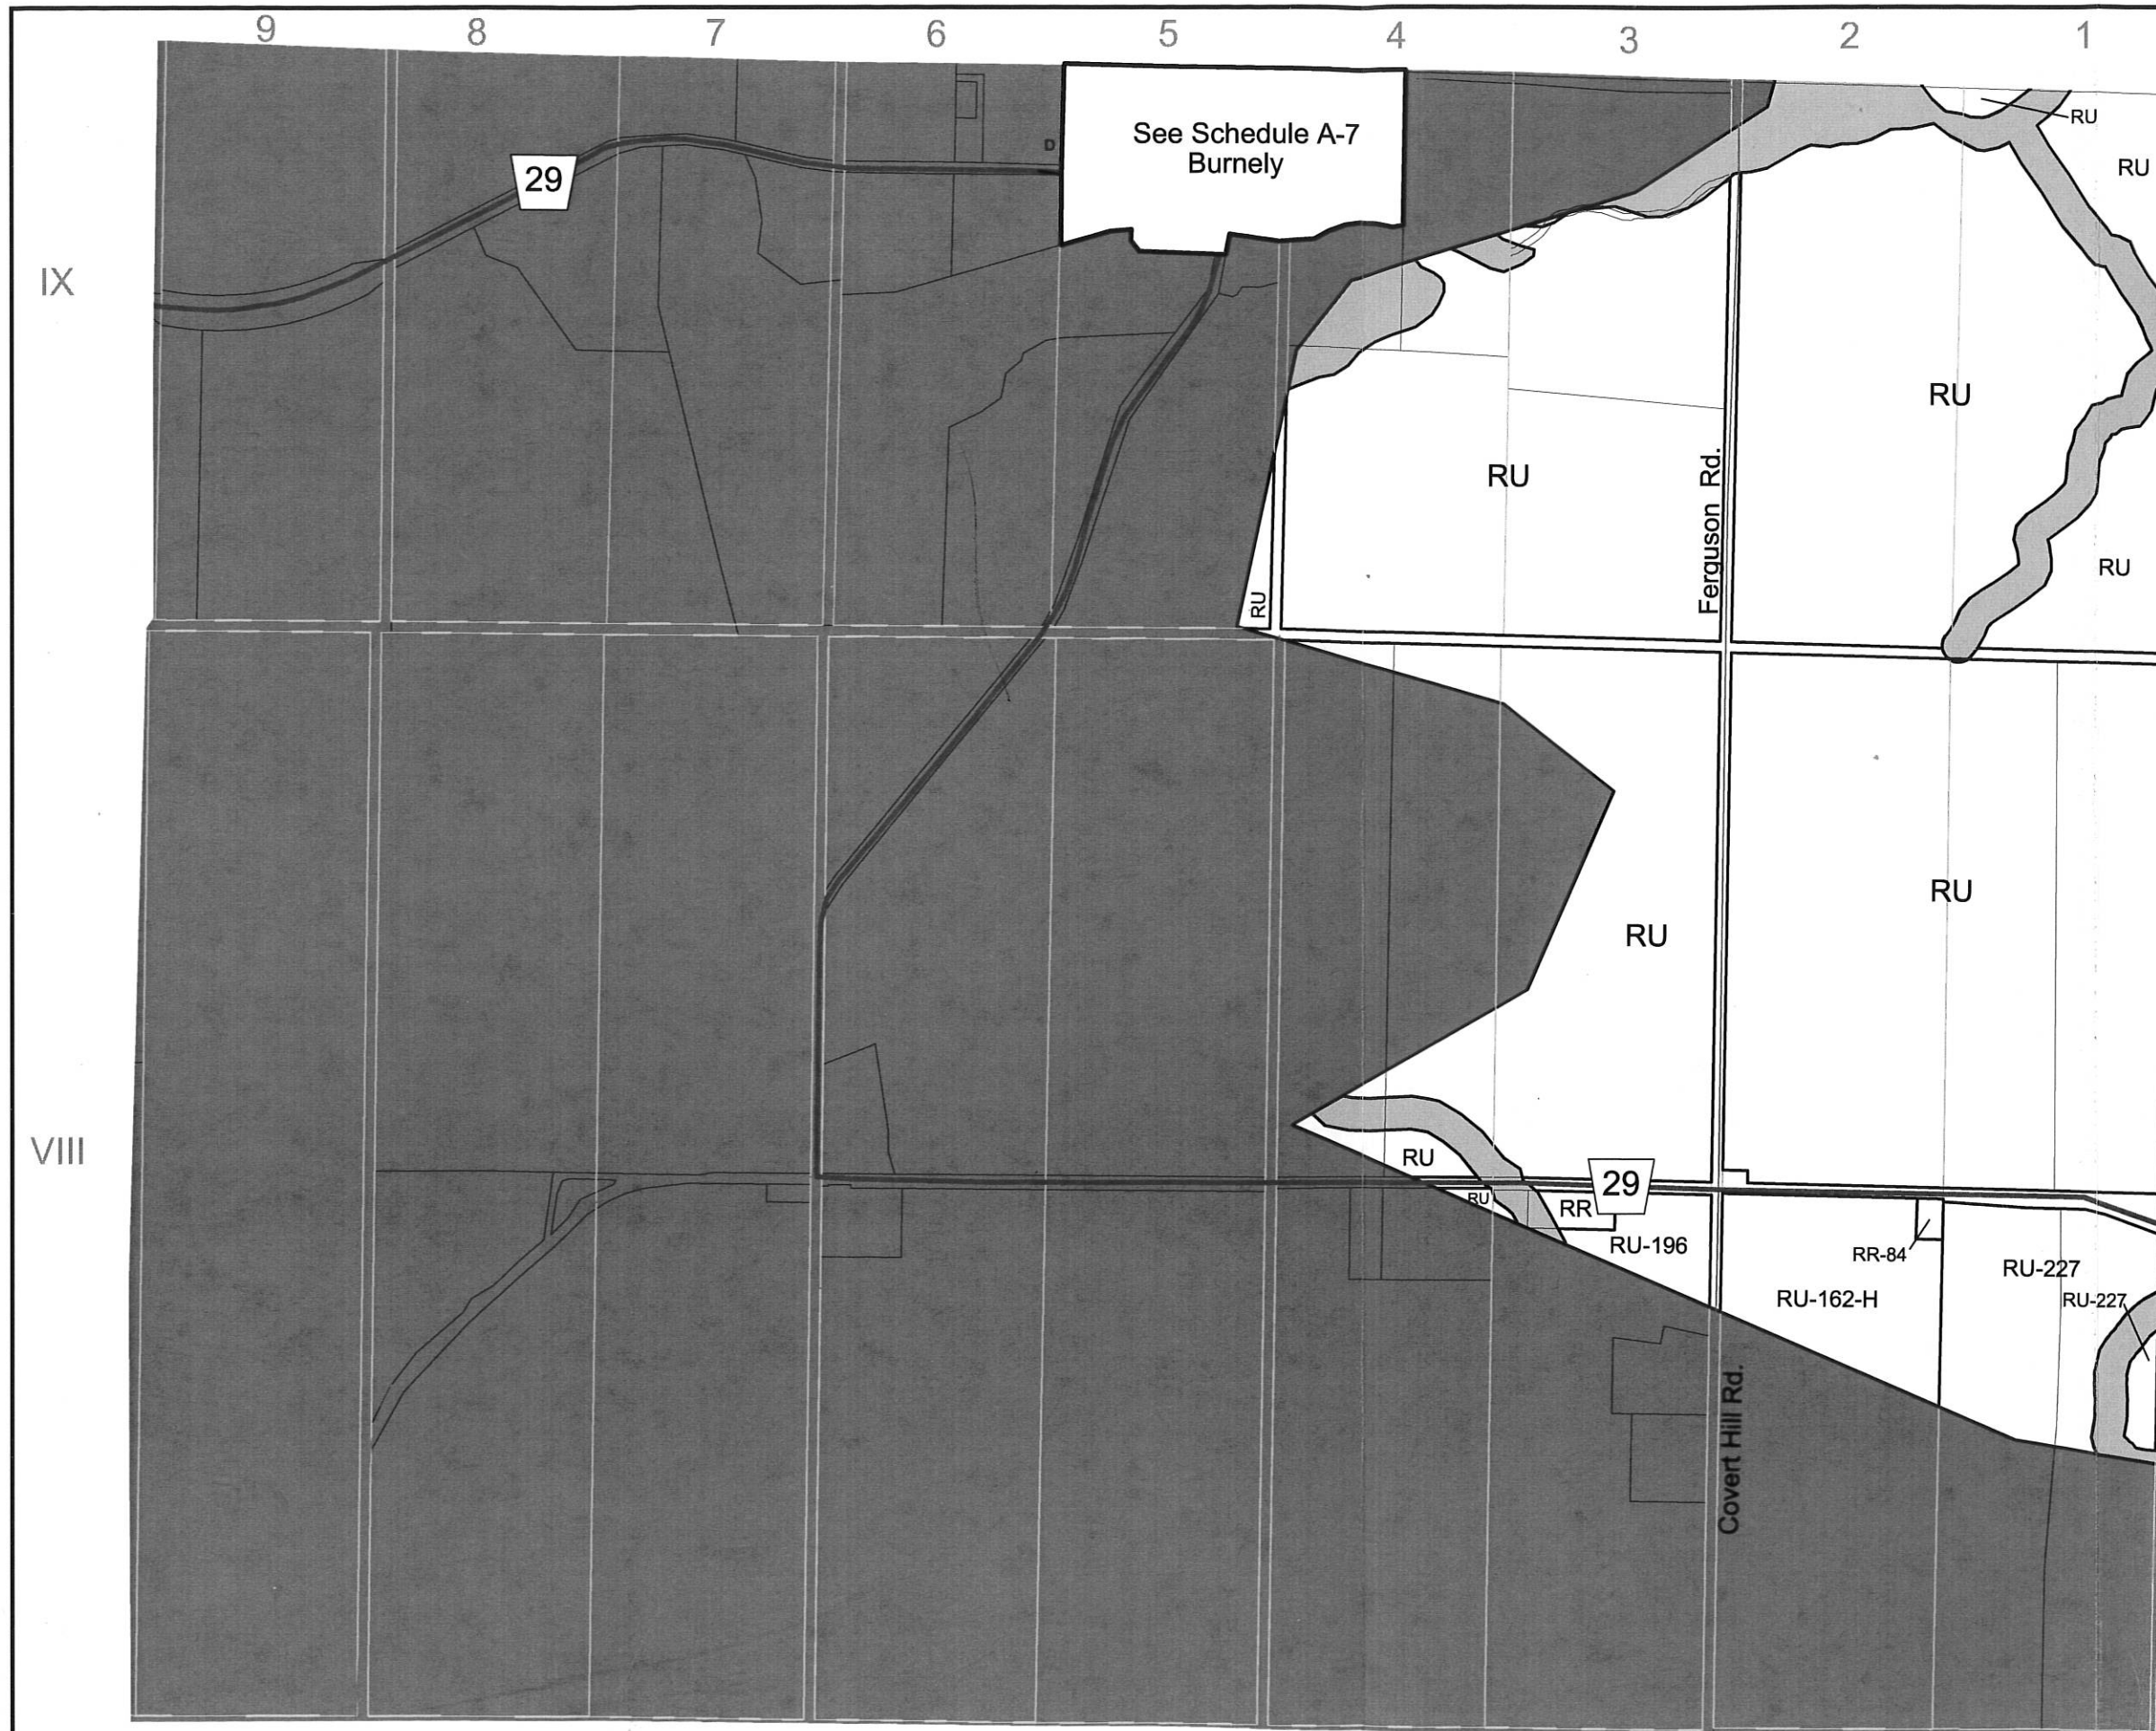 9 8 7 6 5 4 3 2 1
See Schedule A-7
Burnely
RU
D
RU
29
IX
RU
RU
Ferguson Rd.
RU
RU
RU
RU
VIII
RU
29
RU
RR
RU-196
RR-84
RU-227
RU-162-H
RU-227
Covert Hill Rd.